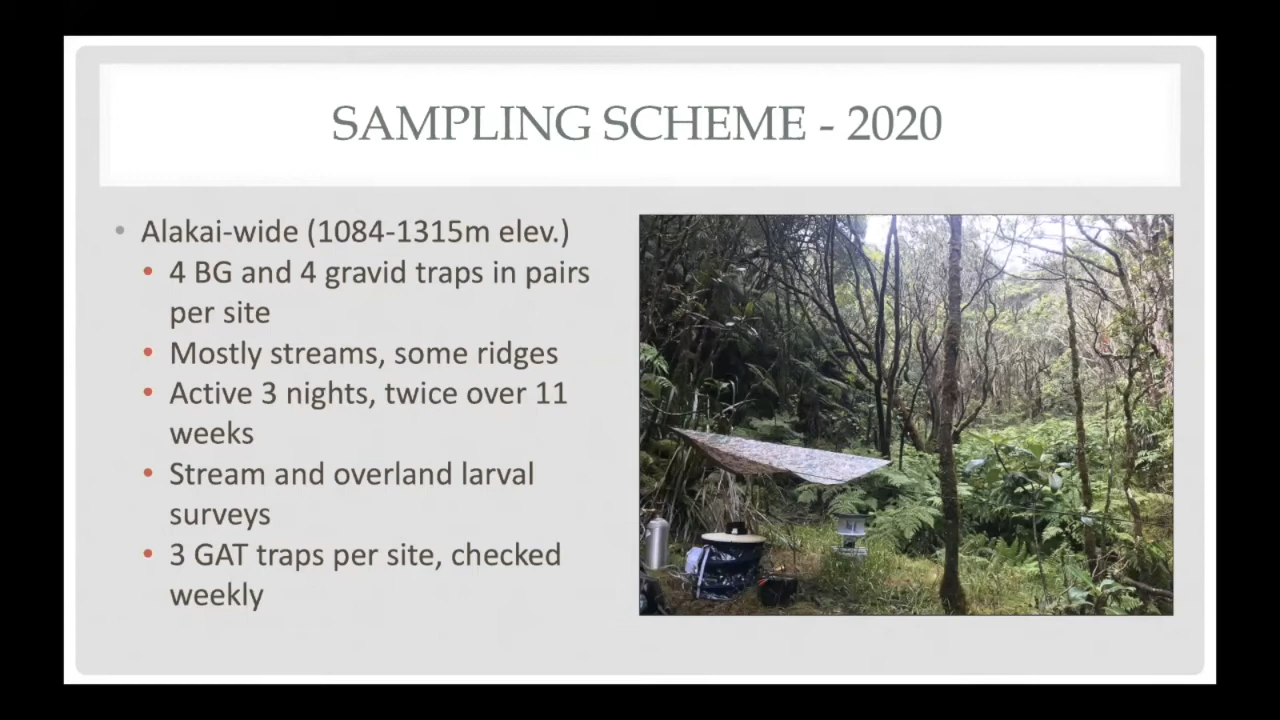 SAMPLING SCHEME - 2020
• Alakai-wide (1084-1315m elev.)
• 4 BG and 4 gravid traps in pairs
per site
• Mostly streams, some ridges
• Active 3 nights, twice over 11
weeks
• Stream and overland larval
surveys
• 3 GAT traps per site, checked
weekly